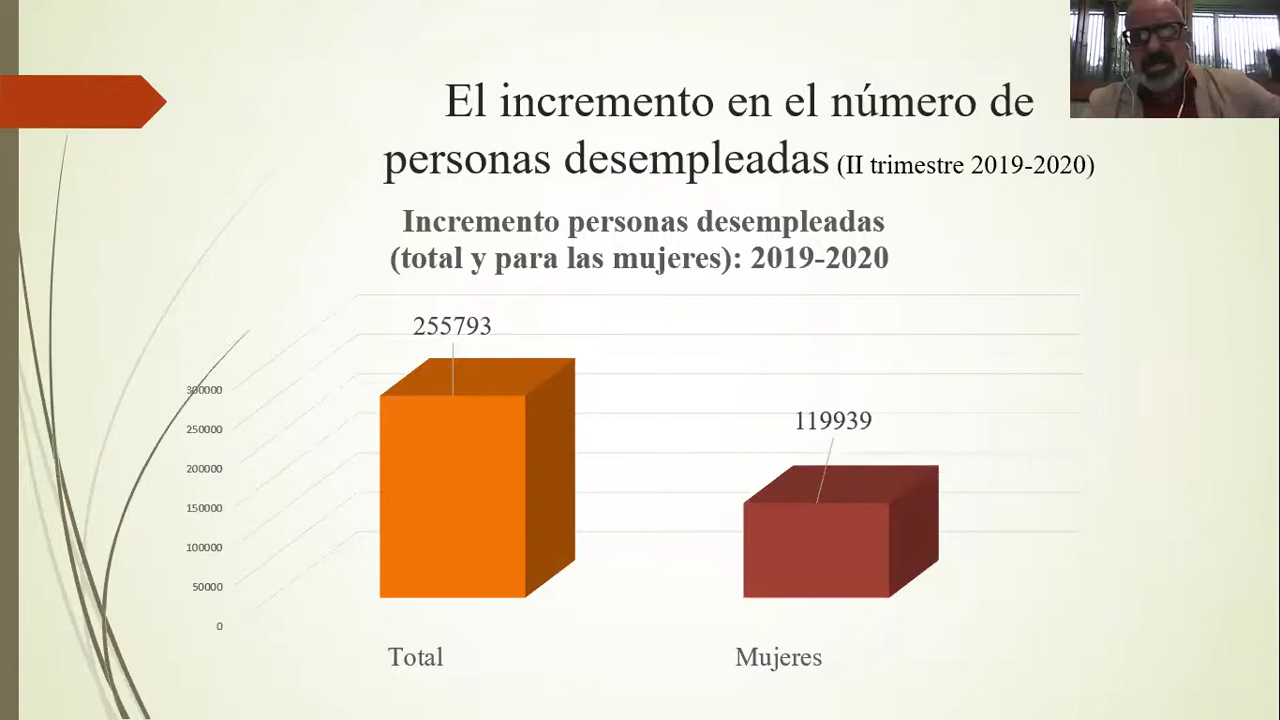 El incremento en el número de
personas desempleadas (II trimestre 2019-2020)
Incremento personas desempleadas
(total y para las mujeres): 2019-2020
255793
119939
300000
250000
200000
150000
100000
50000
0
Total
Mujeres